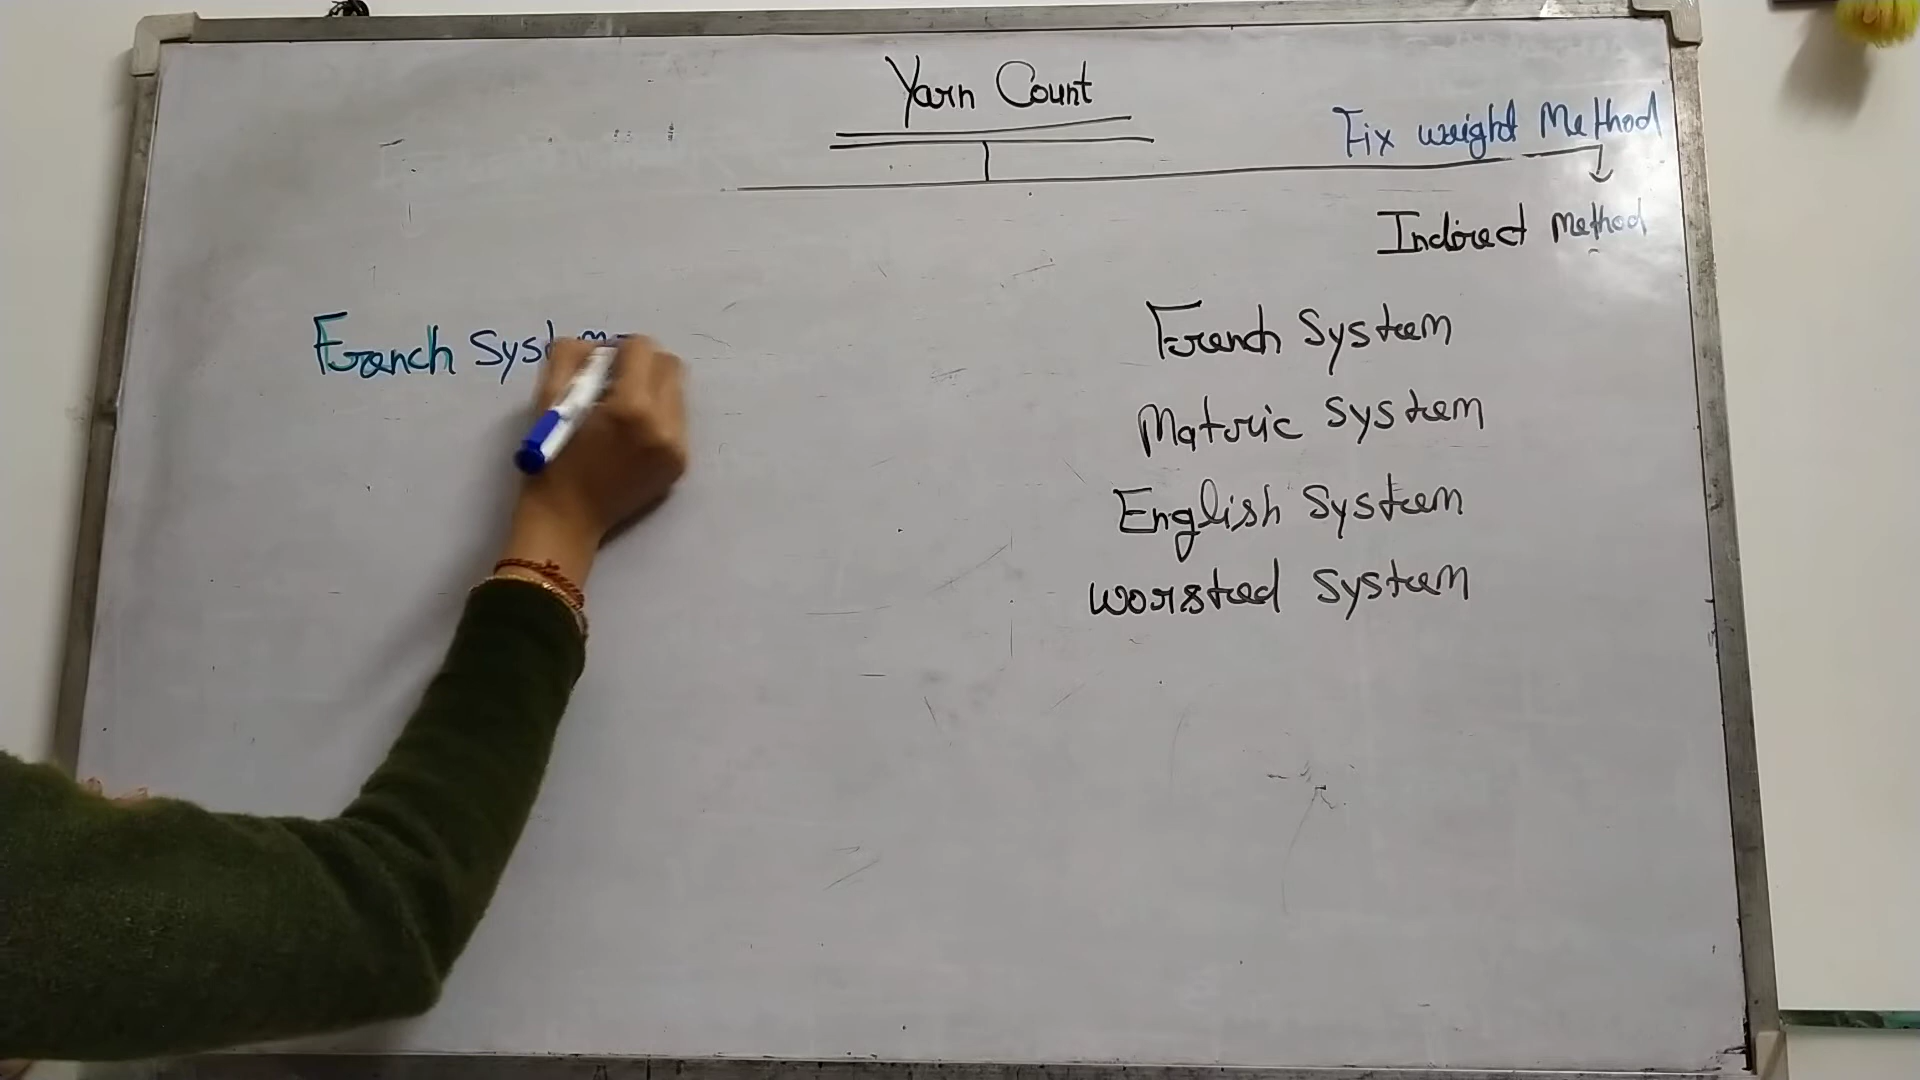 Yarn Count
Fix weight Method
Indirect Method
French System
French System
Matric System
English System
Worsted System